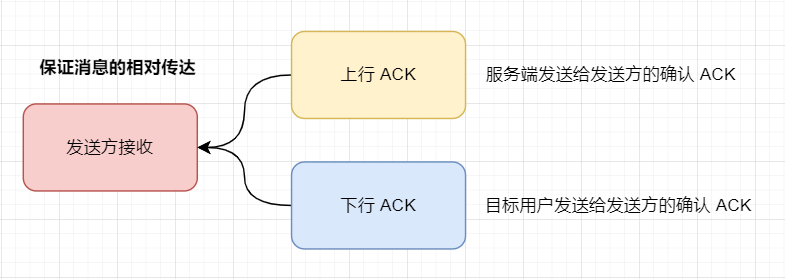 保证消息的相对传达
上行 ACK
服务端发送给发送方的确认 ACK
发送方接收
下行 ACK
目标用户发送给发送方的确认 ACK